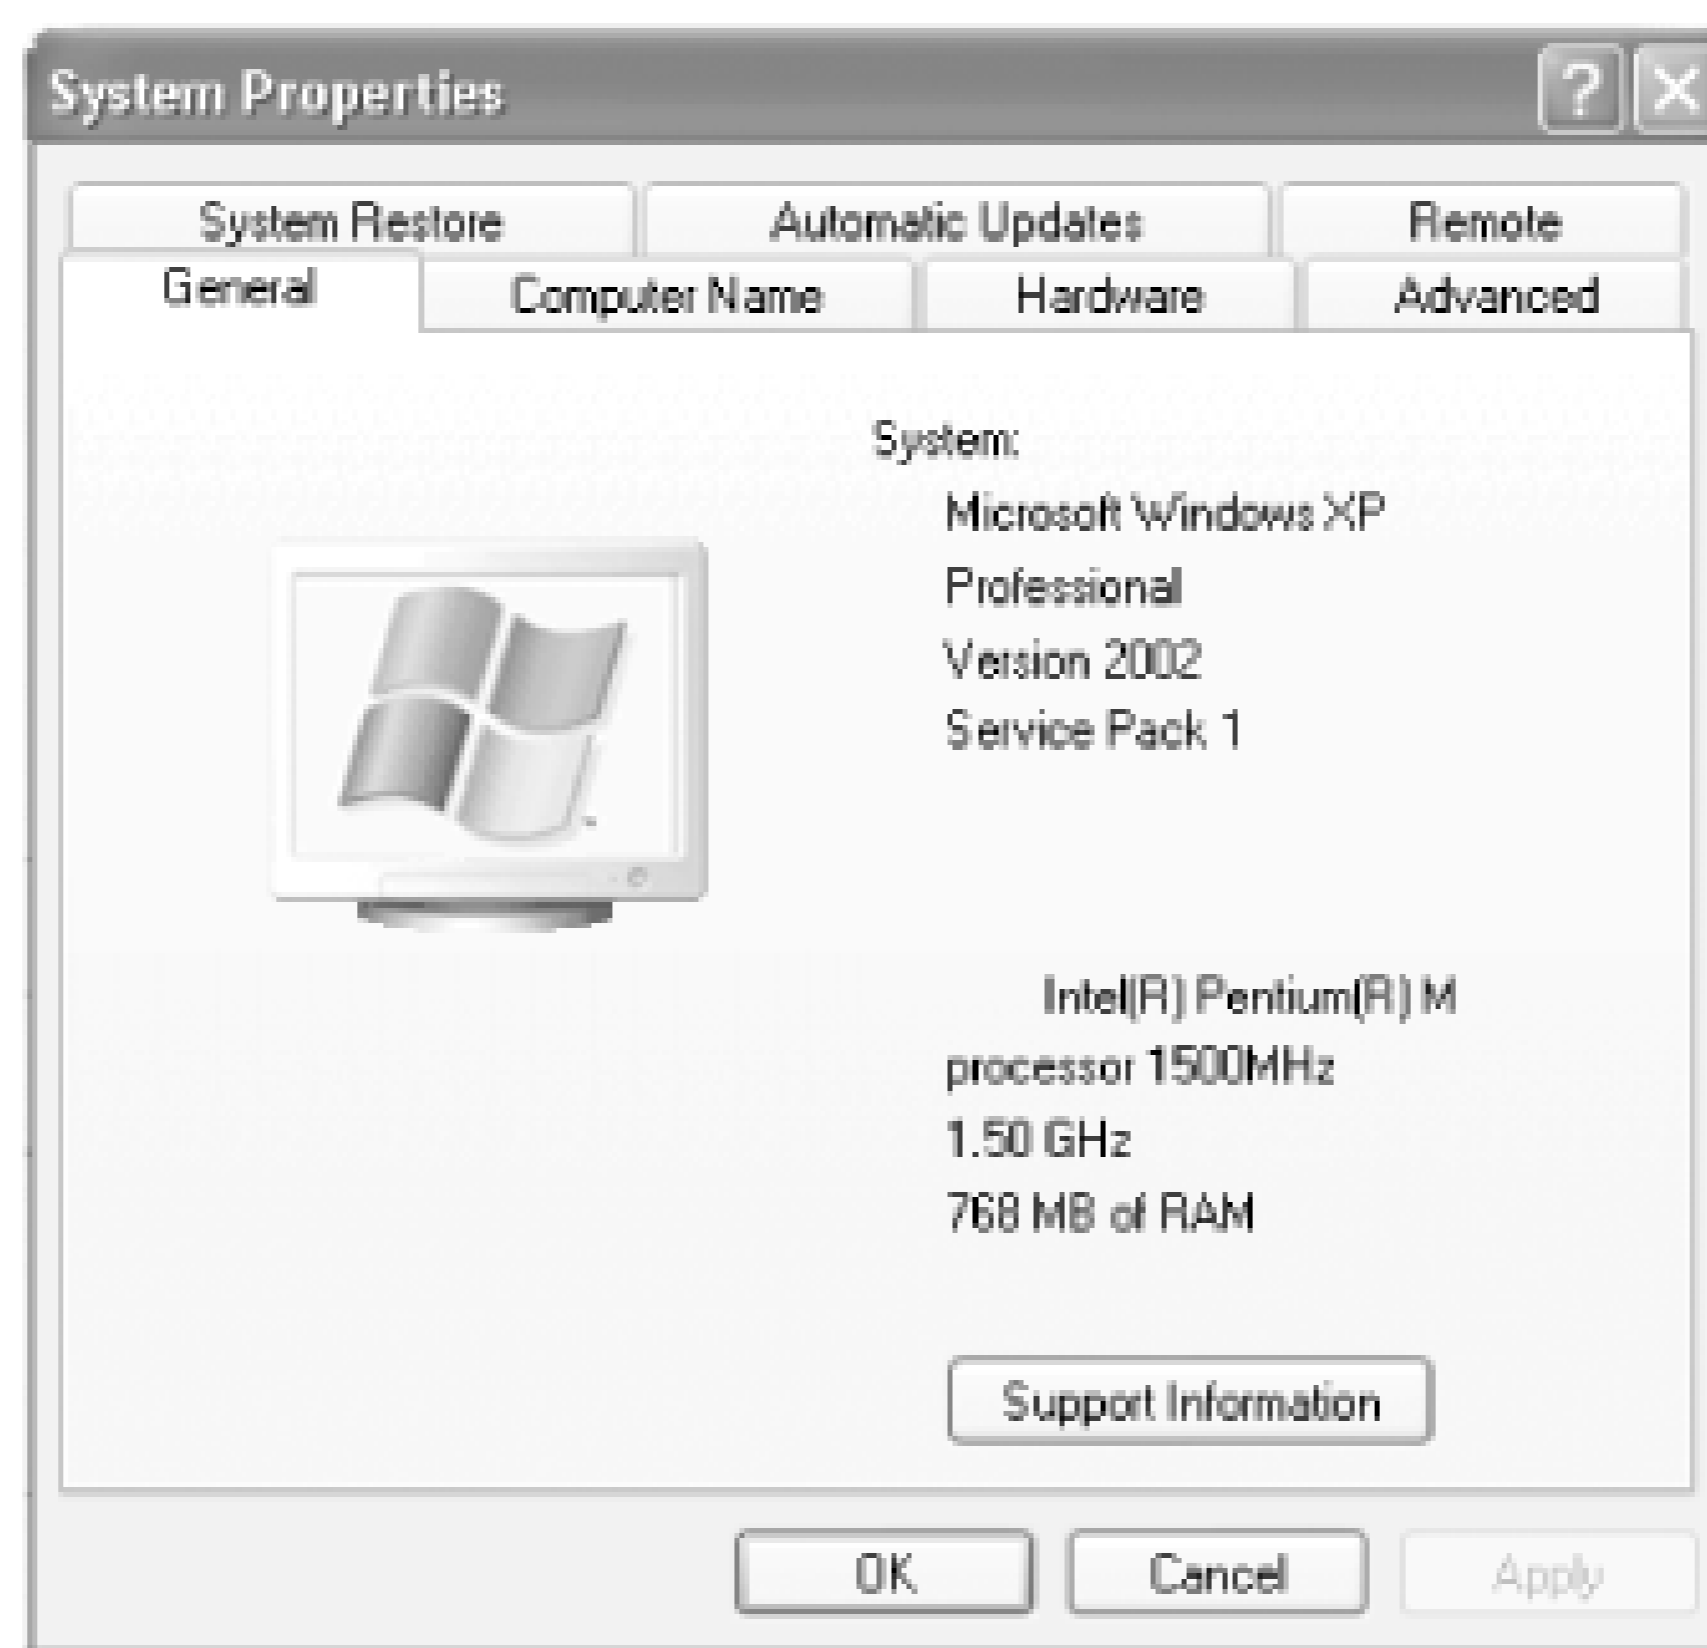 System Properties
System Restore Automatic Updates Remote
General Computer Name Hardware Advanced
System:
Microsoft Windows XP
Professional
Version 2002
Service Pack 1
Intel(R) Pentium(R) M
processor 1500MHz
1.50 GHz
768 MB of RAM
Support Information
OK Cancel Apply